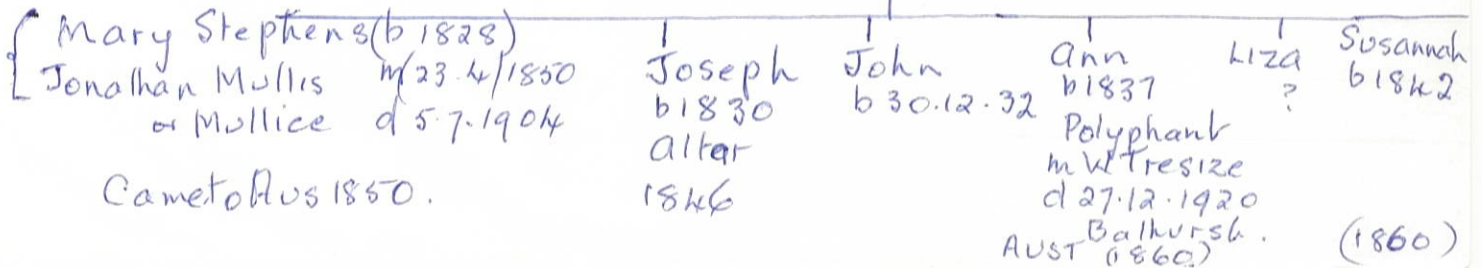 Mary Stephens (b 1828)
Jonathan Mullis m 23.4/1850
or Mullice d 5.7.1904
Came to Aus 1850.
Joseph
b 1830
Altar
1846
John
b 30.12.32
Ann
b 1837
Polyphant
m W Tresize
d 27.12.1920
Bathurst.
AUST (1860)
Liza
?
Susannah
b 1842
(1860)